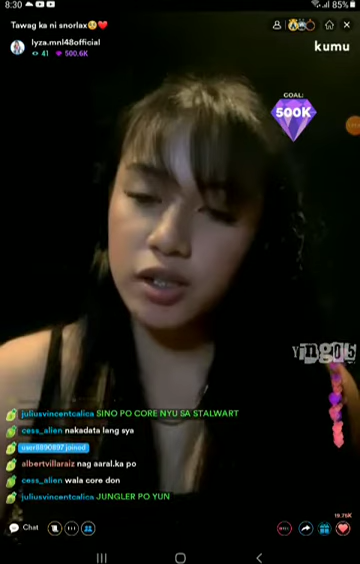 8:30
85%
Tawag ka ni snorlax🥺❤️
lyza.mnl48official
41 500.6K
kumu
GOAL:
500K
Yng05
juliusvincentcalica SINO PO CORE NYU SA STALWART
cess_alien nakadata lang sya
user8890897 joined
albertvillaraiz nag aaral.ka po
cess_alien wala core don
juliusvincentcalica JUNGLER PO YUN
19.76K
Chat